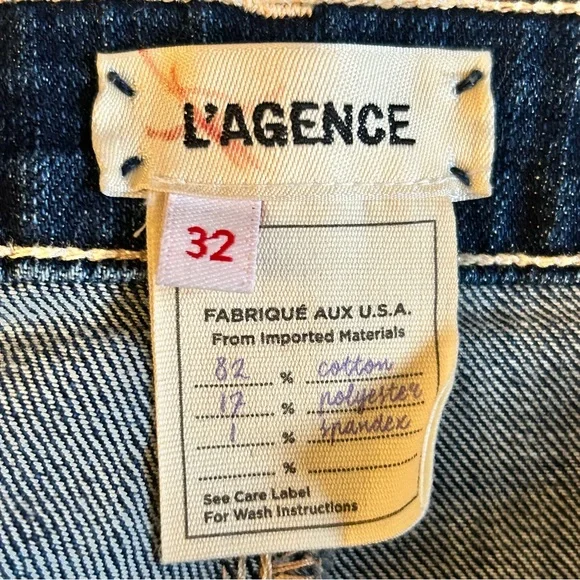 L'AGENCE
32
FABRIQUÉ AUX U.S.A.
From Imported Materials
82 % cotton
17 % polyester
1 % spandex
%
See Care Label
For Wash Instructions